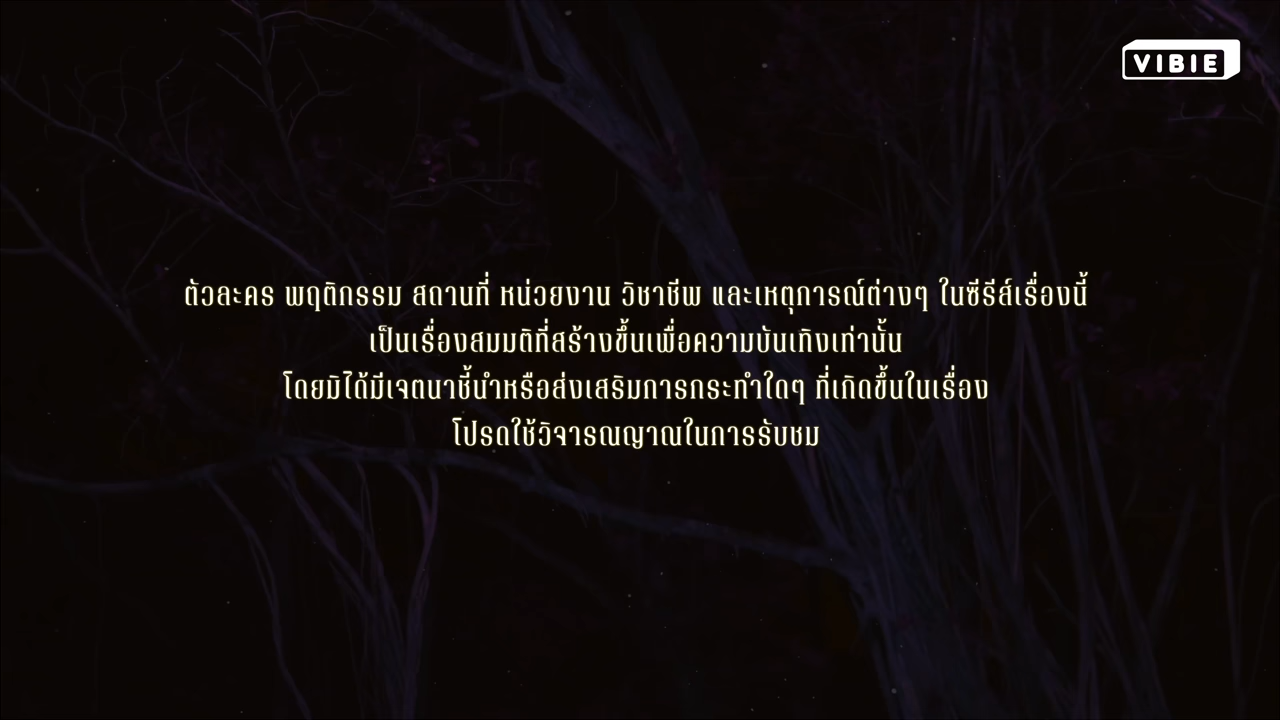 VIBIE
ตัวละคร พฤติกรรม สถานที่ หน่วยงาน วิชาชีพ และเหตุการณ์ต่างๆ ในซีรีส์เรื่องนี้
เป็นเรื่องสมมติที่สร้างขึ้นเพื่อความบันเทิงเท่านั้น
โดยมิได้มีเจตนาชี้นำหรือส่งเสริมการกระทำใดๆ ที่เกิดขึ้นในเรื่อง
โปรดใช้วิจารณญาณในการรับชม